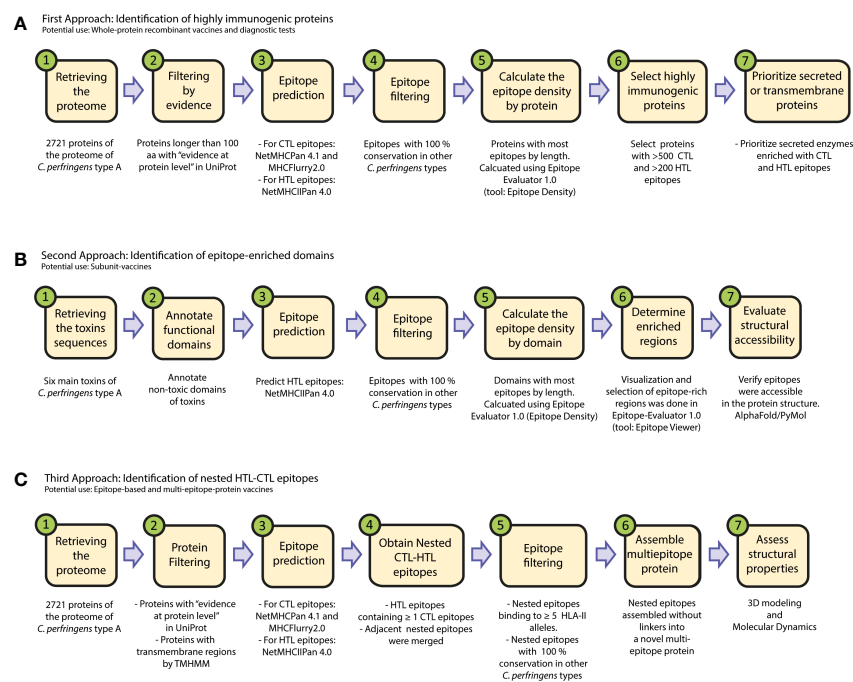 A
First Approach: Identification of highly immunogenic proteins
Potential use: Whole-protein recombinant vaccines and diagnostic tests
1
Retrieving
the
proteome
2721 proteins of
the proteome of
C. perfringens type A
2
Filtering
by
evidence
Proteins longer than 100
aa with “evidence at
protein level” in UniProt
3
Epitope
prediction
- For CTL epitopes:
NetMHCPan 4.1 and
MHCFlurry2.0
- For HTL epitopes:
NetMHCIIPan 4.0
4
Epitope
filtering
Epitopes with 100 %
conservation in other
C. perfringens types
5
Calculate the
epitope density
by protein
Proteins with most
epitopes by length.
Calcuated using Epitope
Evaluator 1.0
(tool: Epitope Density)
6
Select highly
immunogenic
proteins
Select proteins
with >500 CTL
and >200 HTL
epitopes
7
Prioritize secreted
or transmembrane
proteins
- Prioritize secreted enzymes
enriched with CTL
and HTL epitopes
B
Second Approach: Identification of epitope-enriched domains
Potential use: Subunit-vaccines
1
Retrieving
the toxins
sequences
Six main toxins of
C. perfringens type A
2
Annotate
functional
domains
Annotate
non-toxic domains
of toxins
3
Epitope
prediction
Predict HTL epitopes:
NetMHCIIPan 4.0
4
Epitope
filtering
Epitopes with 100 %
conservation in other
C. perfringens types
5
Calculate the
epitope density
by domain
Domains with most
epitopes by length.
Calcuated using Epitope
Evaluator 1.0 (Epitope Density)
6
Determine
enriched
regions
Visualization and
selection of epitope-rich
regions was done in
Epitope-Evaluator 1.0
(tool: Epitope Viewer)
7
Evaluate
structural
accessibility
Verify epitopes
were accessible
in the protein structure.
AlphaFold/PyMol
C
Third Approach: Identification of nested HTL-CTL epitopes
Potential use: Epitope-based and multi-epitope-protein vaccines
1
Retrieving
the
proteome
2721 proteins of
the proteome of
C. perfringens type A
2
Protein
Filtering
- Proteins with “evidence
at protein level”
in UniProt
- Proteins with
transmembrane regions
by TMHMM
3
Epitope
prediction
- For CTL epitopes:
NetMHCPan 4.1 and
MHCFlurry2.0
- For HTL epitopes:
NetMHCIIPan 4.0
4
Obtain Nested
CTL-HTL
epitopes
- HTL epitopes
containing ≥ 1 CTL epitopes
- Adjacent nested epitopes
were merged
5
Epitope
filtering
- Nested epitopes
binding to ≥ 5 HLA-II
alleles.
- Nested epitopes
with 100 %
conservation in other
C. perfringens types
6
Assemble
multiepitope
protein
Nested epitopes
assembled without
linkers into
a novel multi-
epitope protein
7
Assess
structural
properties
3D modeling
and
Molecular Dynamics